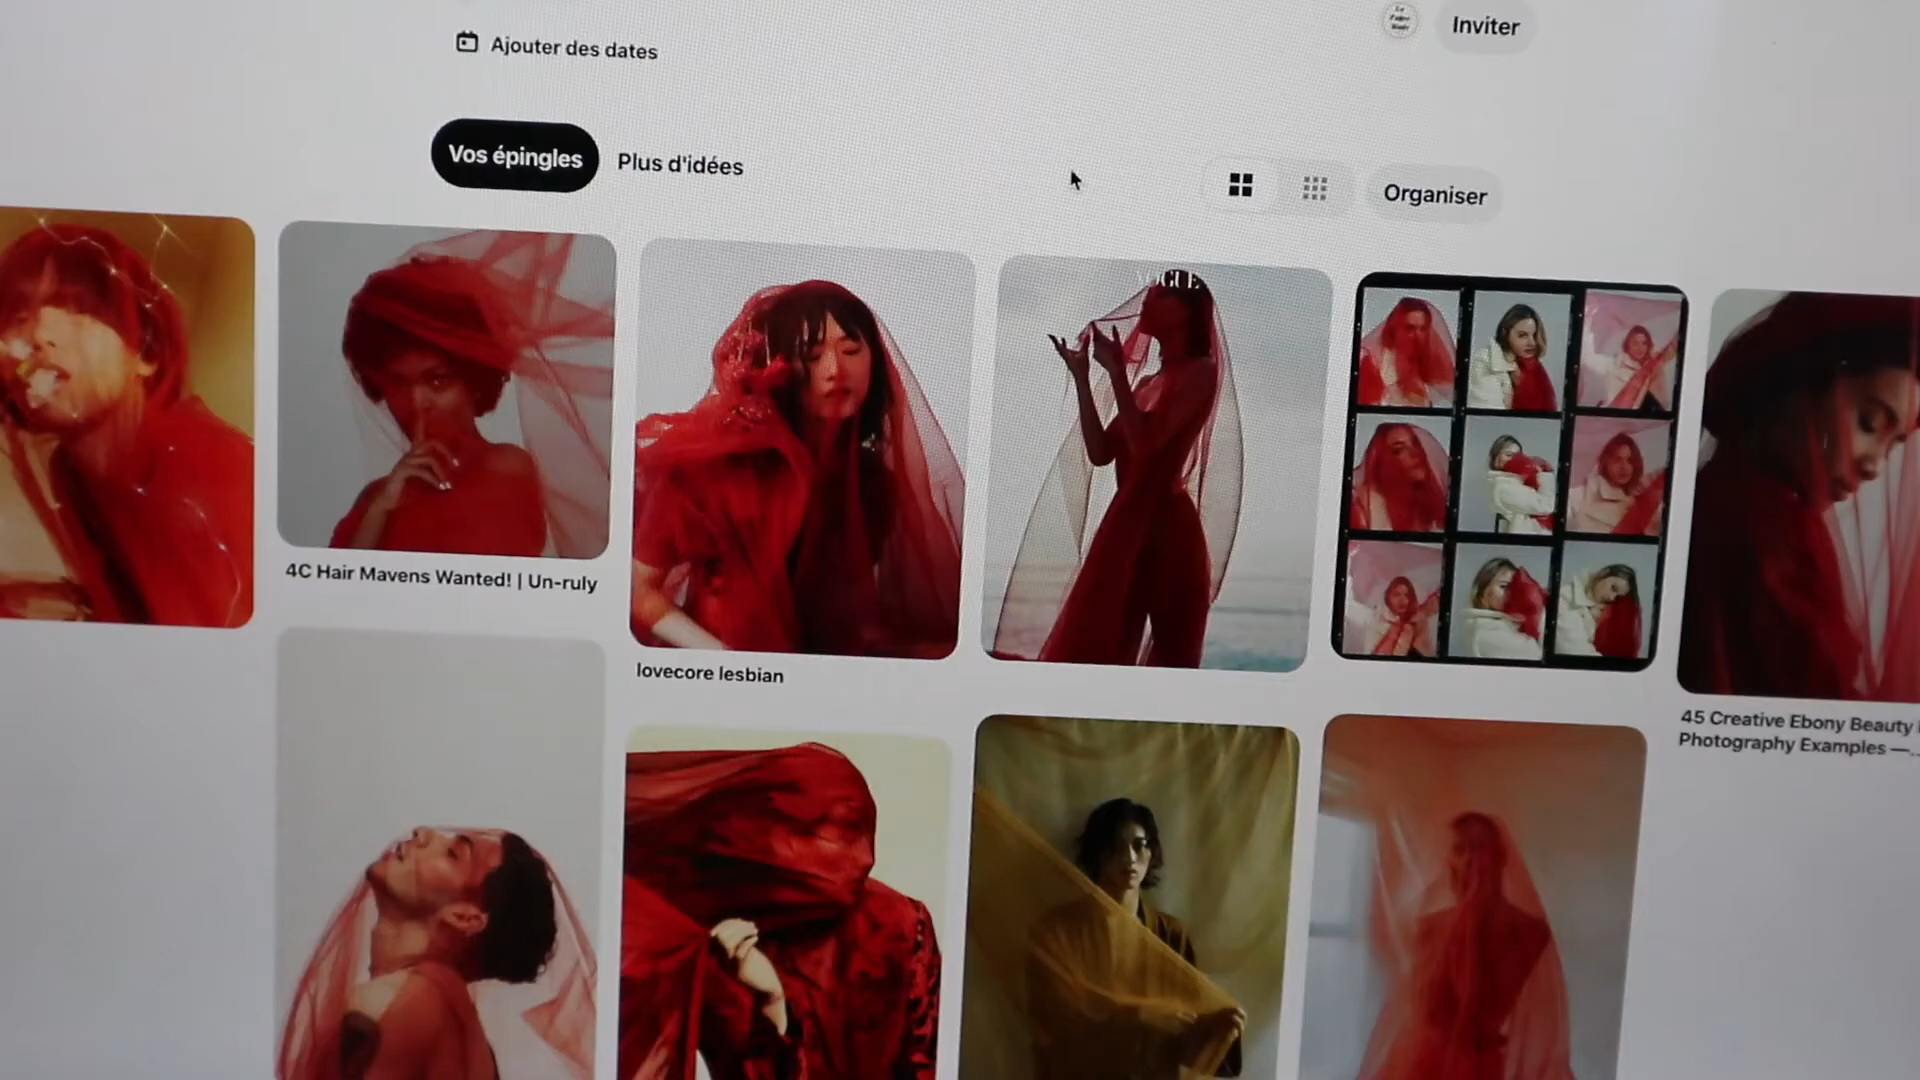 Ajouter des dates
Inviter
Vos épingles
Plus d'idées
Organiser
4C Hair Mavens Wanted! | Un-ruly
lovecore lesbian
45 Creative Ebony Beauty
Photography Examples —...